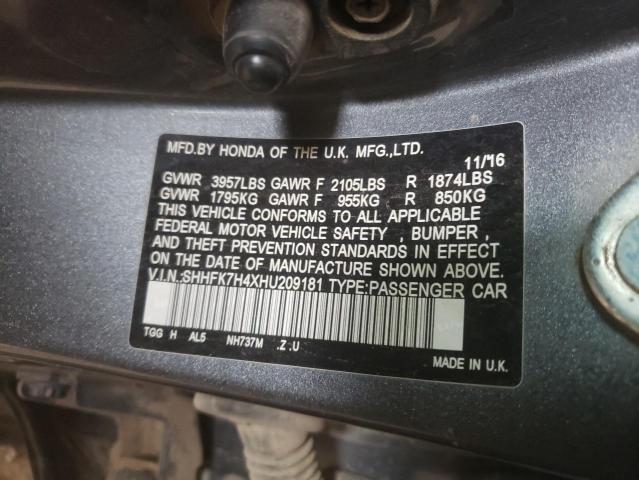 MFD.BY HONDA OF THE U.K. MFG.,LTD.
11/16
GVWR 3957LBS GAWR F 2105LBS R 1874LBS
GVWR 1795KG GAWR F 955KG R 850KG
THIS VEHICLE CONFORMS TO ALL APPLICABLE
FEDERAL MOTOR VEHICLE SAFETY , BUMPER ,
AND THEFT PREVENTION STANDARDS IN EFFECT
ON THE DATE OF MANUFACTURE SHOWN ABOVE.
V.I.N.:SHHFK7H4XHU209181 TYPE:PASSENGER CAR
TGG H AL5 NH737M .Z.U
MADE IN U.K.